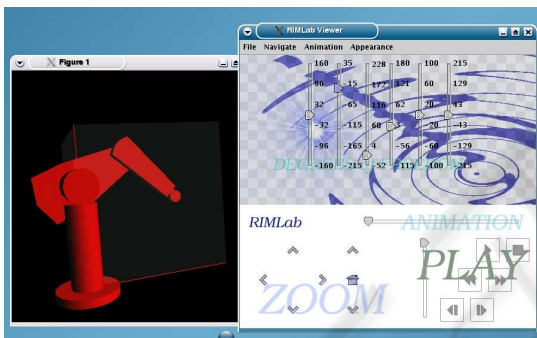 RIMLab Viewer
Figure 1
File Navigate Animation Appearance
160 35 228 180 100 215
96 -15 172 121 60 129
32 -65 116 62 20 43
-32 -115 60 3 -20 -43
-96 -165 4 -56 -60 -129
-160 -215 -52 -115 -100 -215
RIMLab
ANIMATION
PLAY
ZOOM